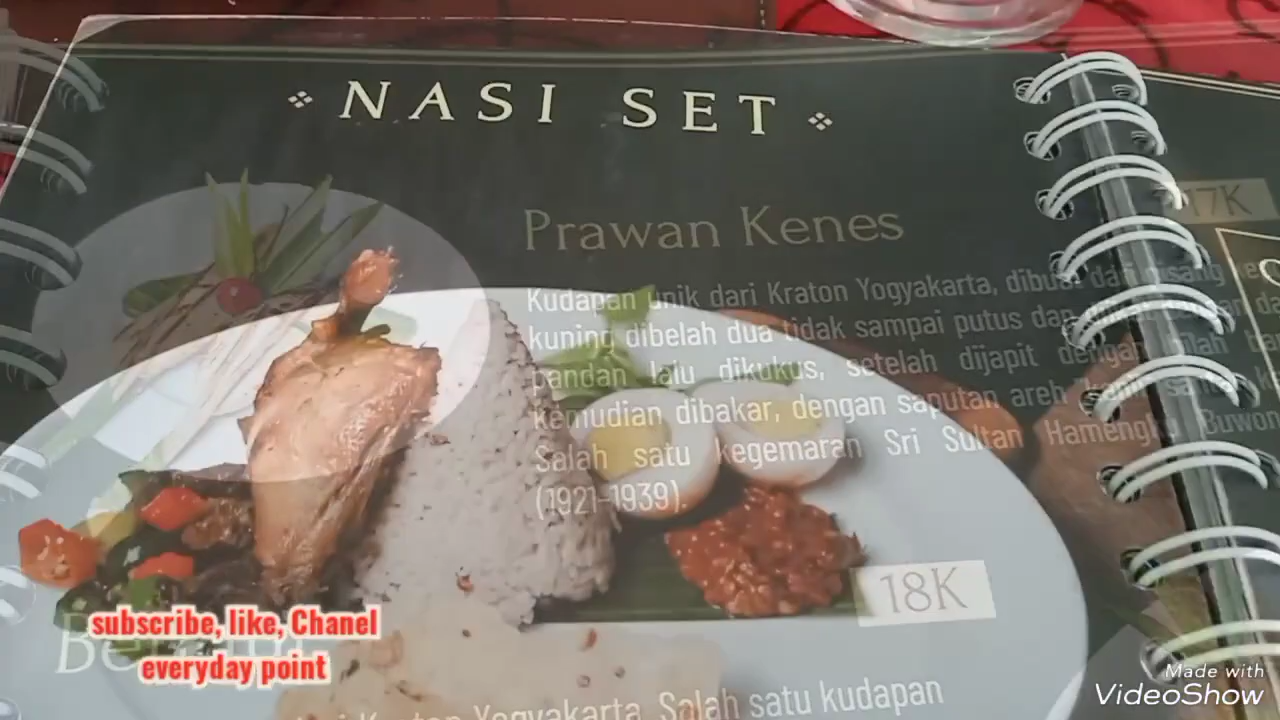 NASI SET
Prawan Kenes
17K
Kudapan unik dari Kraton Yogyakarta, dibuat dari pisang
kuning dibelah dua tidak sampai putus dan
pandan lalu dikukus, setelah dijapit dengan
kemudian dibakar, dengan saputan areh
Salah satu kegemaran Sri Sultan Hamengku Buwono
(1921-1939).
18K
subscribe, like, Chanel
everyday point
Kraton Yogyakarta. Salah satu kudapan
Made with
VideoShow